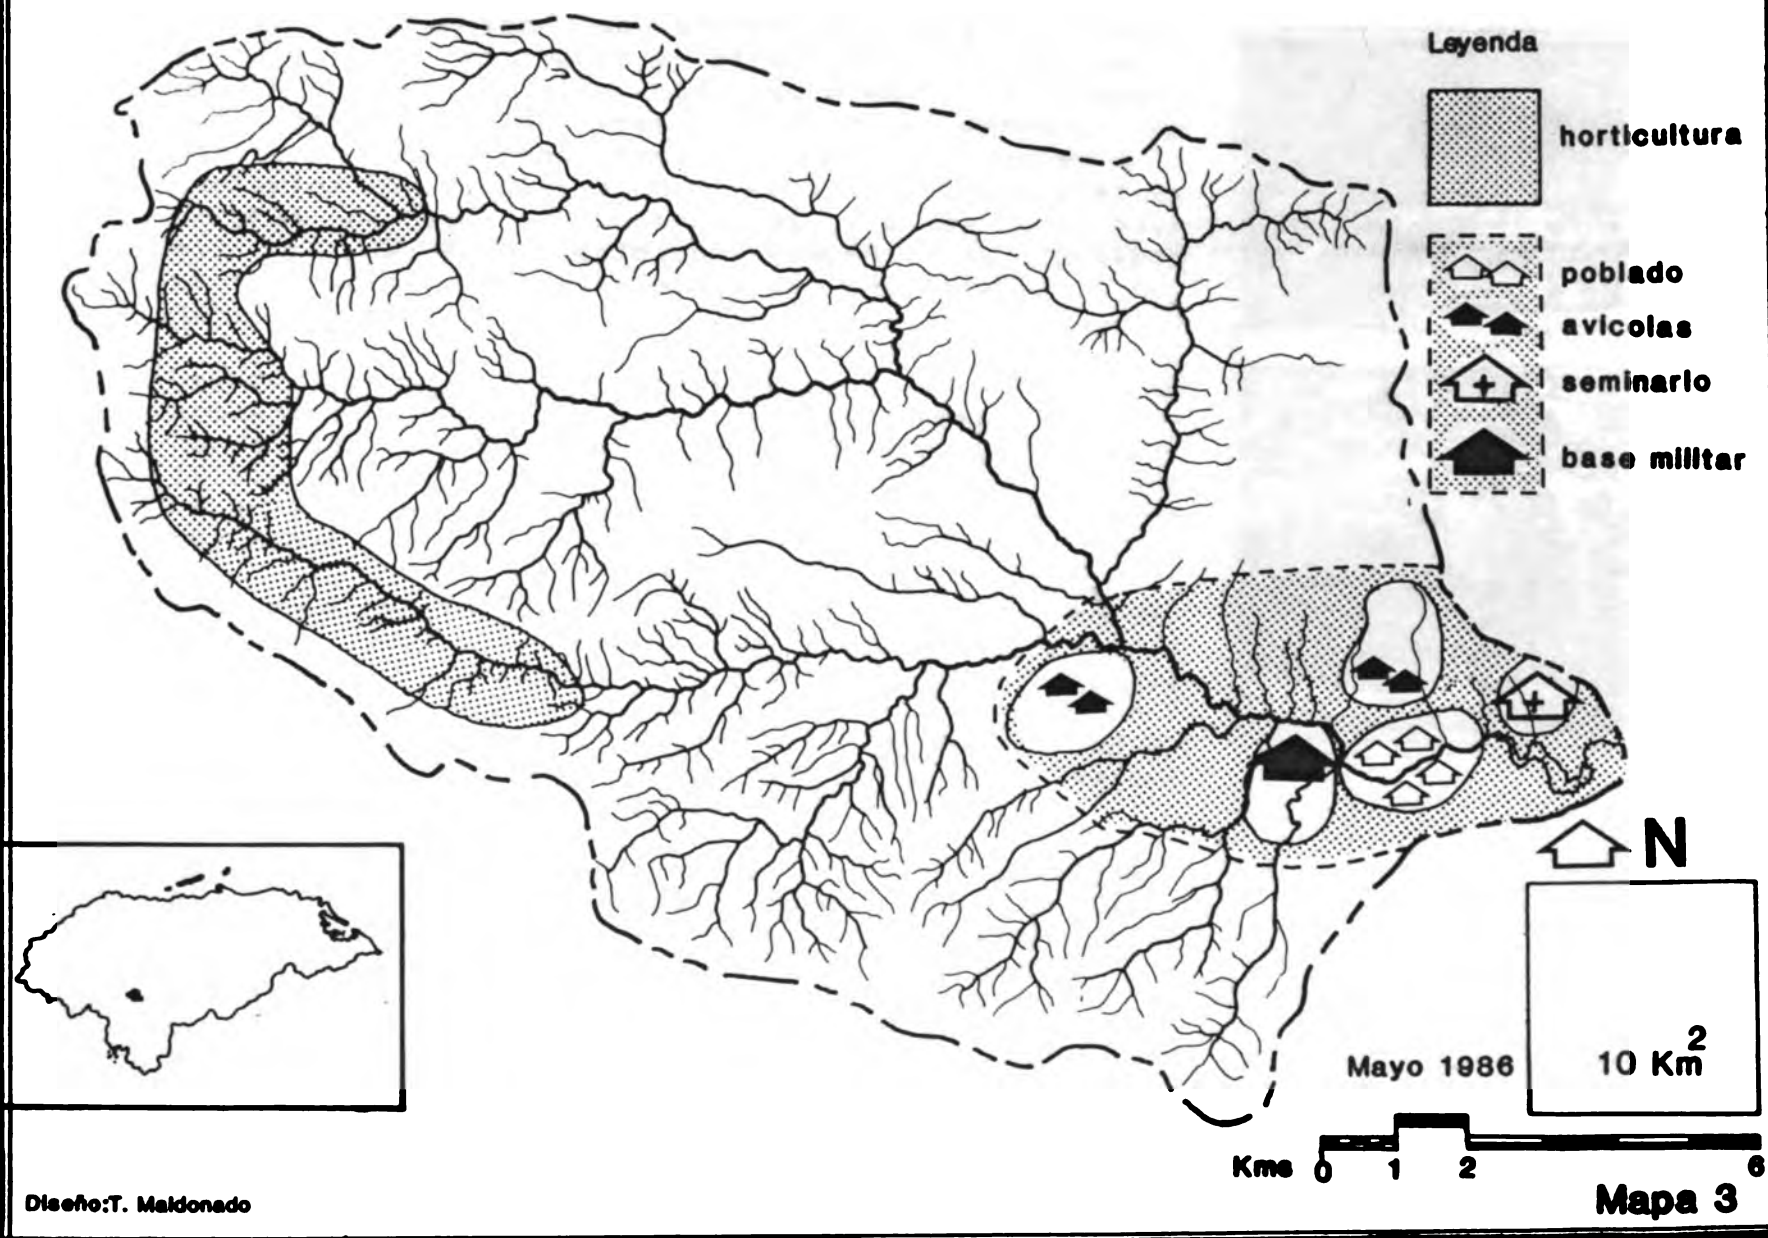 Leyenda
horticultura
poblado
avicolas
seminario
base militar
N
10 Km2
Mayo 1986
Kms 0 1 2 6
Mapa 3
Diseño:T. Maldonado